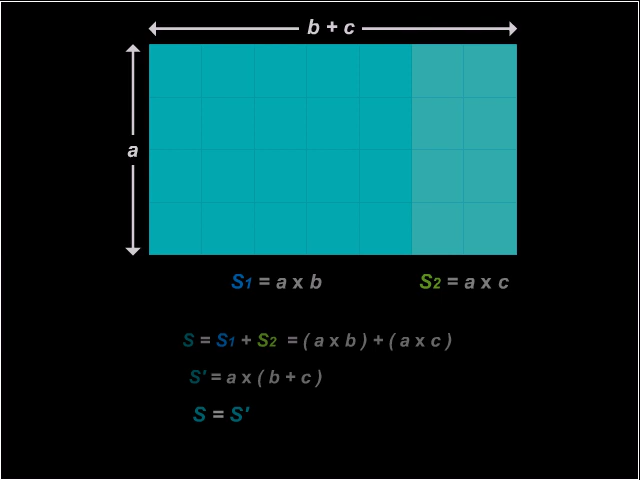 b + c
a
S1 = a x b S2 = a x c
S = S1 + S2 = ( a x b ) + ( a x c )
S' = a x ( b + c )
S = S'